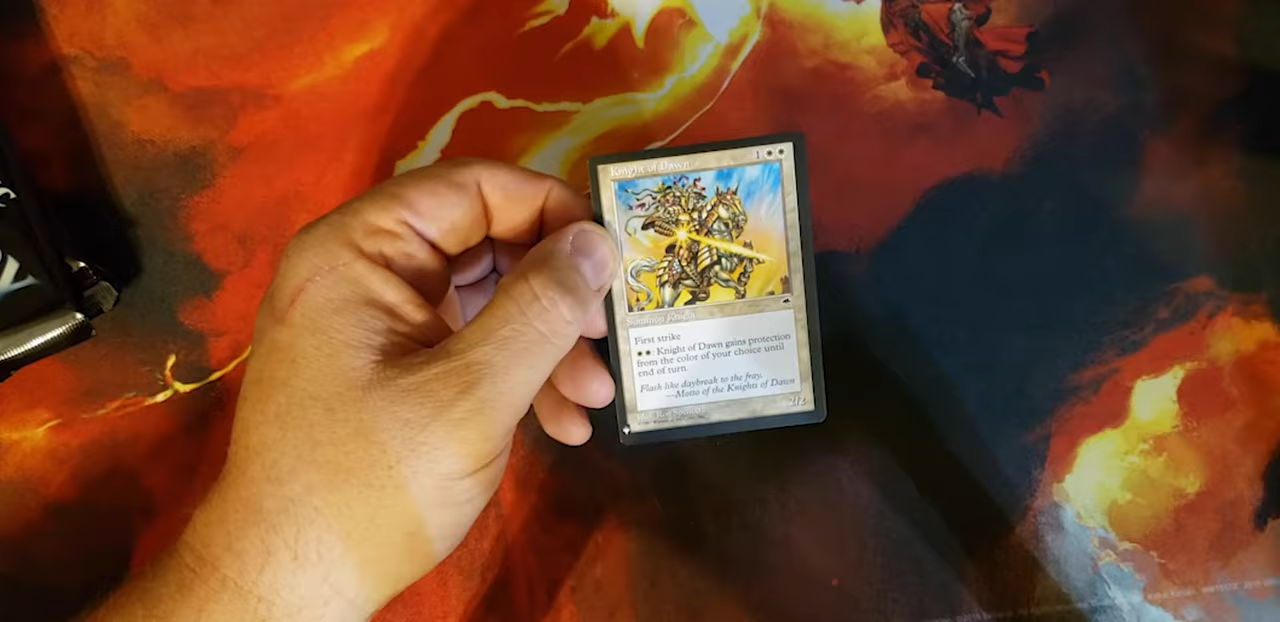 Knight of Dawn 1
Summon Knight
First strike
: Knight of Dawn gains protection
from the color of your choice until
end of turn.
Flash like daybreak to the fray.
—Motto of the Knights of Dawn
2/2